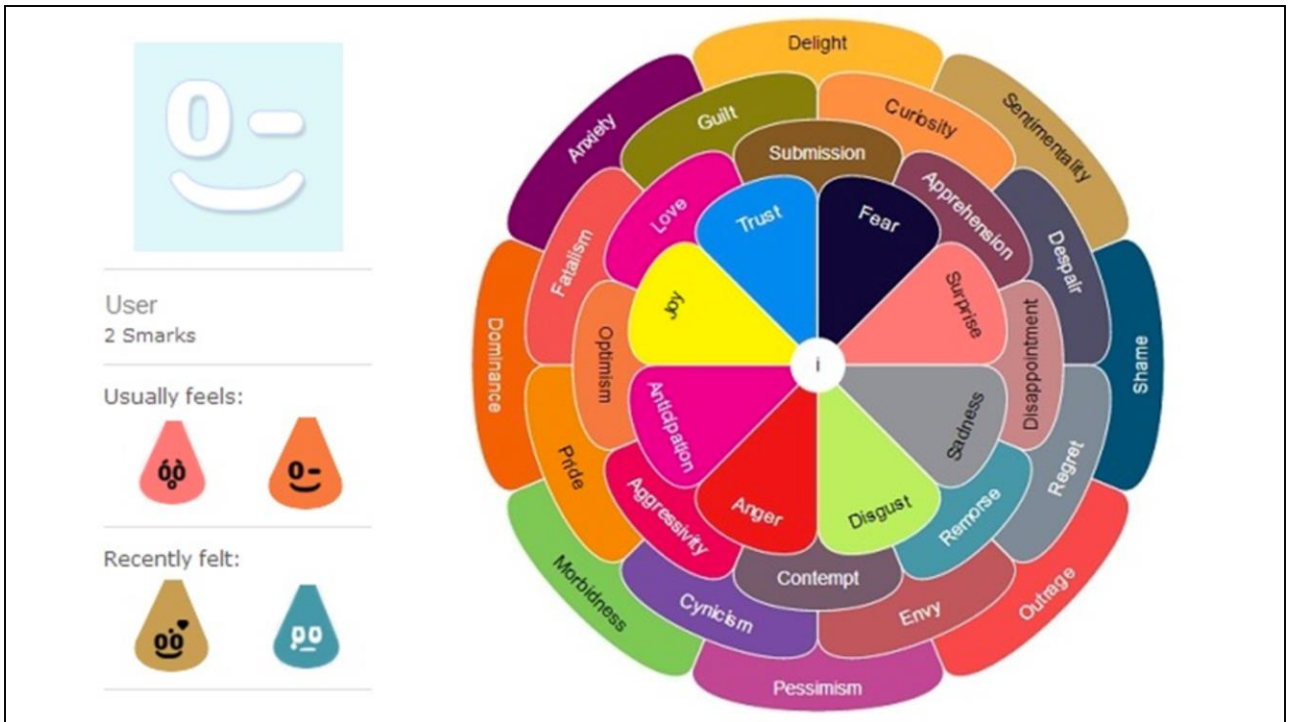 User
2 Smarks
Usually feels:
Recently felt:
Delight
Sentimentality
Shame
Outrage
Pessimism
Morbidness
Dominance
Anxiety
Guilt
Curiosity
Despair
Regret
Envy
Cynicism
Pride
Fatalism
Submission
Apprehension
Disappointment
Remorse
Contempt
Aggressivity
Optimism
Love
Trust
Fear
Surprise
Sadness
Disgust
Anger
Anticipation
Joy
i